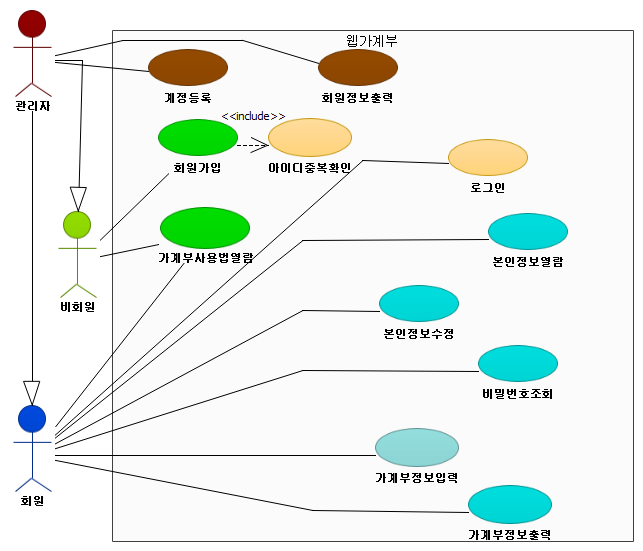 웹가계부
관리자
계정등록
회원정보출력
<<include>>
회원가입
아이디중복확인
로그인
비회원
가계부사용법열람
본인정보열람
본인정보수정
비밀번호조회
회원
가계부정보입력
가계부정보출력